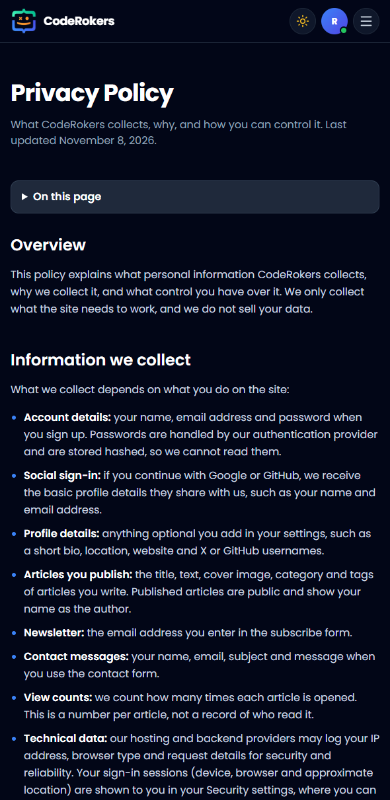 CodeRokers
R
Privacy Policy
What CodeRokers collects, why, and how you can control it. Last
updated November 8, 2026.
On this page
Overview
This policy explains what personal information CodeRokers collects,
why we collect it, and what control you have over it. We only collect
what the site needs to work, and we do not sell your data.
Information we collect
What we collect depends on what you do on the site:
Account details: your name, email address and password when
you sign up. Passwords are handled by our authentication provider
and are stored hashed, so we cannot read them.
Social sign-in: if you continue with Google or GitHub, we receive
the basic profile details they share with us, such as your name and
email address.
Profile details: anything optional you add in your settings, such as
a short bio, location, website and X or GitHub usernames.
Articles you publish: the title, text, cover image, category and tags
of articles you write. Published articles are public and show your
name as the author.
Newsletter: the email address you enter in the subscribe form.
Contact messages: your name, email, subject and message when
you use the contact form.
View counts: we count how many times each article is opened.
This is a number per article, not a record of who read it.
Technical data: our hosting and backend providers may log your IP
address, browser type and request details for security and
reliability. Your sign-in sessions (device, browser and approximate
location) are shown to you in your Security settings, where you can